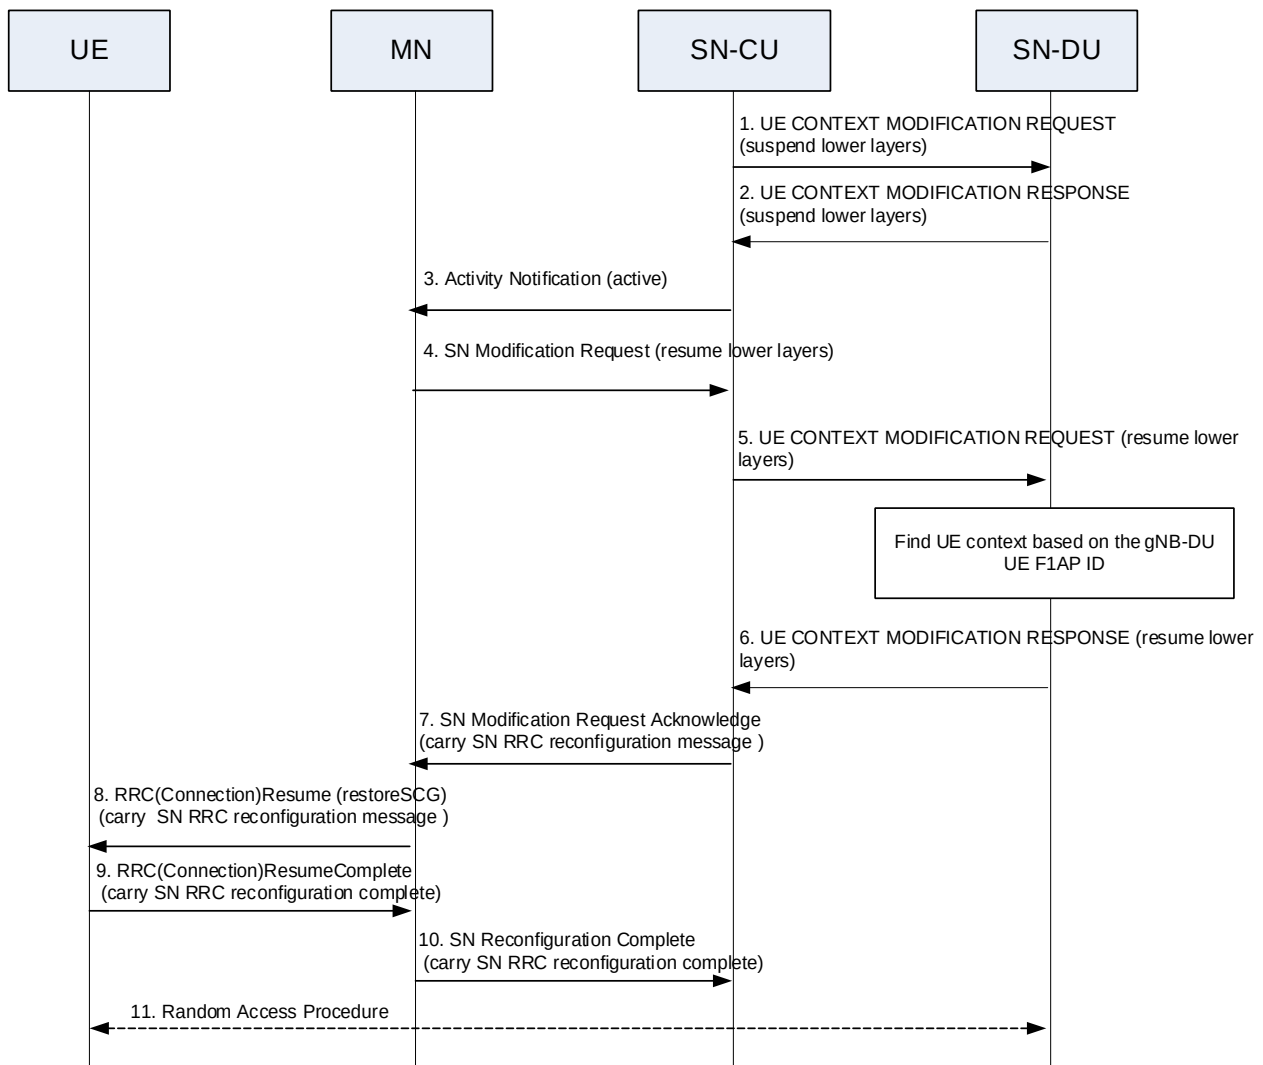 UE
MN
SN-CU
SN-DU
1. UE CONTEXT MODIFICATION REQUEST
(suspend lower layers)
2. UE CONTEXT MODIFICATION RESPONSE
(suspend lower layers)
3. Activity Notification (active)
4. SN Modification Request (resume lower layers)
5. UE CONTEXT MODIFICATION REQUEST (resume lower
layers)
Find UE context based on the gNB-DU
UE F1AP ID
6. UE CONTEXT MODIFICATION RESPONSE (resume lower
layers)
7. SN Modification Request Acknowledge
(carry SN RRC reconfiguration message )
8. RRC(Connection)Resume (restoreSCG)
(carry SN RRC reconfiguration message )
9. RRC(Connection)ResumeComplete
(carry SN RRC reconfiguration complete)
10. SN Reconfiguration Complete
(carry SN RRC reconfiguration complete)
11. Random Access Procedure